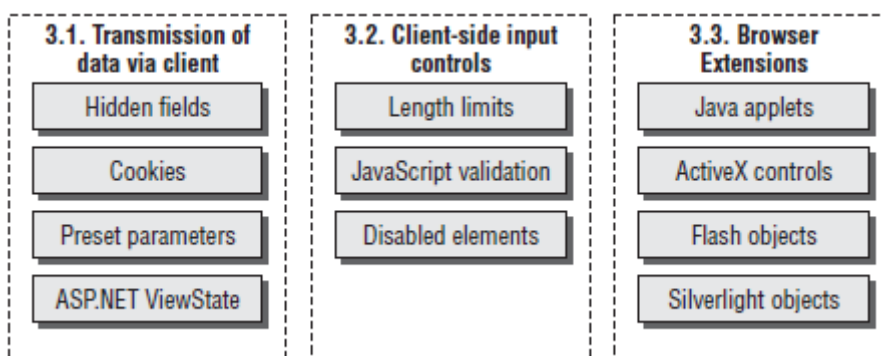 3.1. Transmission of
data via client
Hidden fields
Cookies
Preset parameters
ASP.NET ViewState
3.2. Client-side input
controls
Length limits
JavaScript validation
Disabled elements
3.3. Browser
Extensions
Java applets
ActiveX controls
Flash objects
Silverlight objects